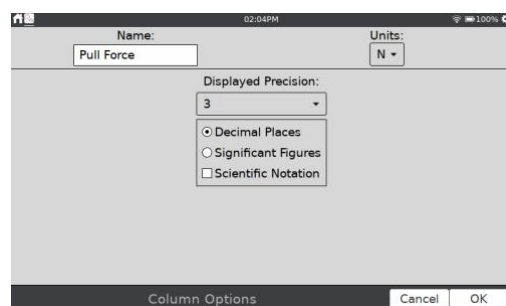 02:04PM 100%
Name: Units:
Pull Force N
Displayed Precision:
3
Decimal Places
Significant Figures
Scientific Notation
Column Options Cancel OK